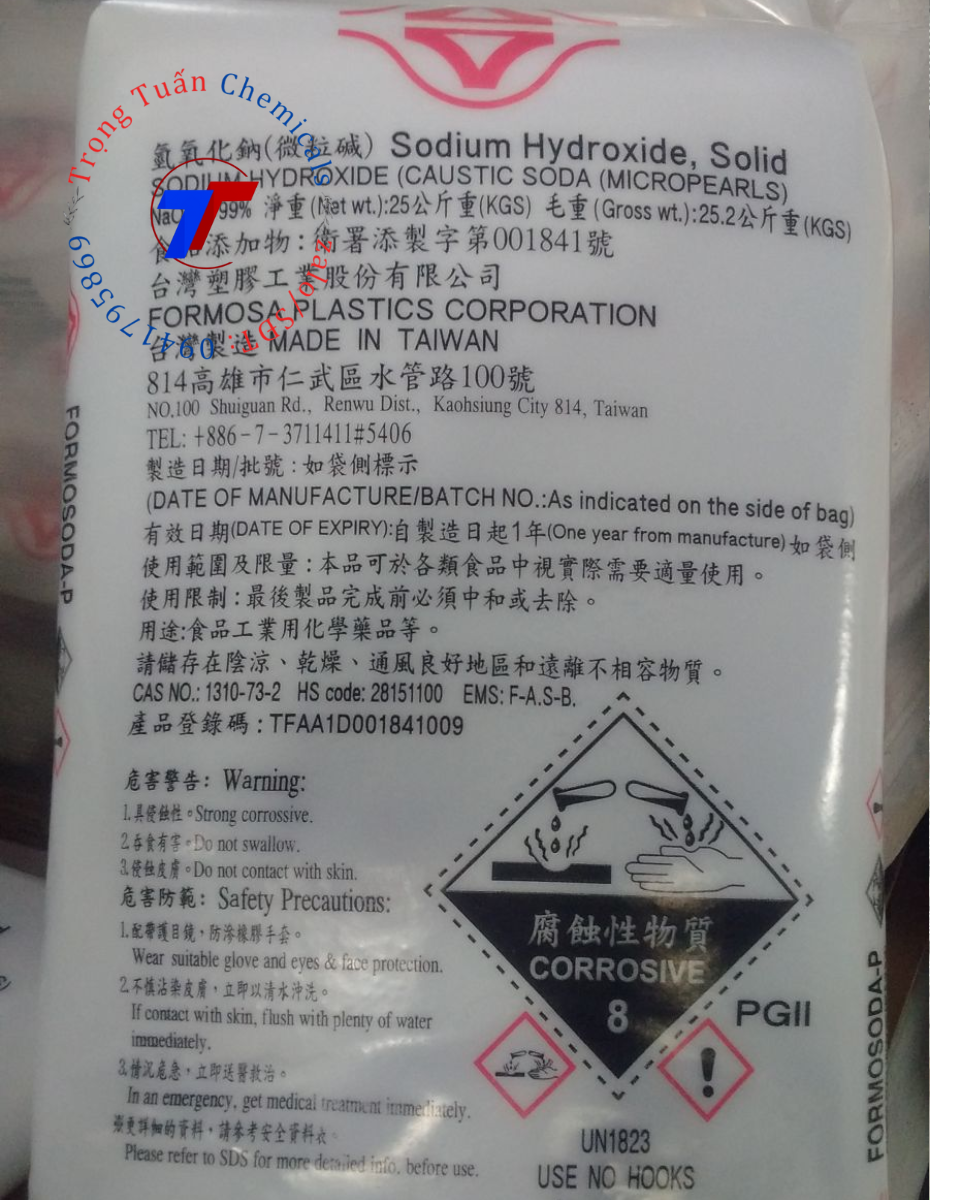 氫氧化鈉(微粒碱) Sodium Hydroxide, Solid
SODIUM HYDROXIDE (CAUSTIC SODA (MICROPEARLS)
99% 淨重(Net wt.):25公斤重(KGS) 毛重(Gross wt.):25.2公斤重(KGS)
食品添加物:衛署添製字第001841號
台灣塑膠工業股份有限公司
FORMOSA PLASTICS CORPORATION
台灣製造 MADE IN TAIWAN
814高雄市仁武區水管路100號
NO.100 Shuiguan Rd., Renwu Dist., Kaohsiung City 814, Taiwan
TEL: +886-7-3711411#5406
製造日期/批號:如袋側標示
(DATE OF MANUFACTURE/BATCH NO.:As indicated on the side of bag)
有效日期(DATE OF EXPIRY):自製造日起1年(One year from manufacture)如袋側
使用範圍及限量:本品可於各類食品中視實際需要適量使用。
使用限制:最後製品完成前必須中和或去除。
用途:食品工業用化學藥品等。
請儲存在陰涼、乾燥、通風良好地區和遠離不相容物質。
CAS NO.: 1310-73-2 HS code: 28151100 EMS: F-A.S-B.
產品登錄碼:TFAA1D001841009
危害警告: Warning:
1.具侵蝕性。Strong corrossive.
2.吞食有害。Do not swallow.
3.侵蝕皮膚。Do not contact with skin.
危害防範: Safety Precautions:
1.配帶護目鏡,防滲橡膠手套。
Wear suitable glove and eyes & face protection.
2.不慎沾染皮膚,立即以清水沖洗。
If contact with skin, flush with plenty of water
immediately.
3.情況危急,立即送醫救治。
In an emergency, get medical treatment immediately.
※更詳細的資料,請參考安全資料表
Please refer to SDS for more detailed info. before use.
腐蝕性物質
CORROSIVE
8
PGII
UN1823
USE NO HOOKS
FORMOSODA-P
FORMOSODA-P
Trọng Tuấn Chemicals
zalo/SĐT: 0941795869
TT